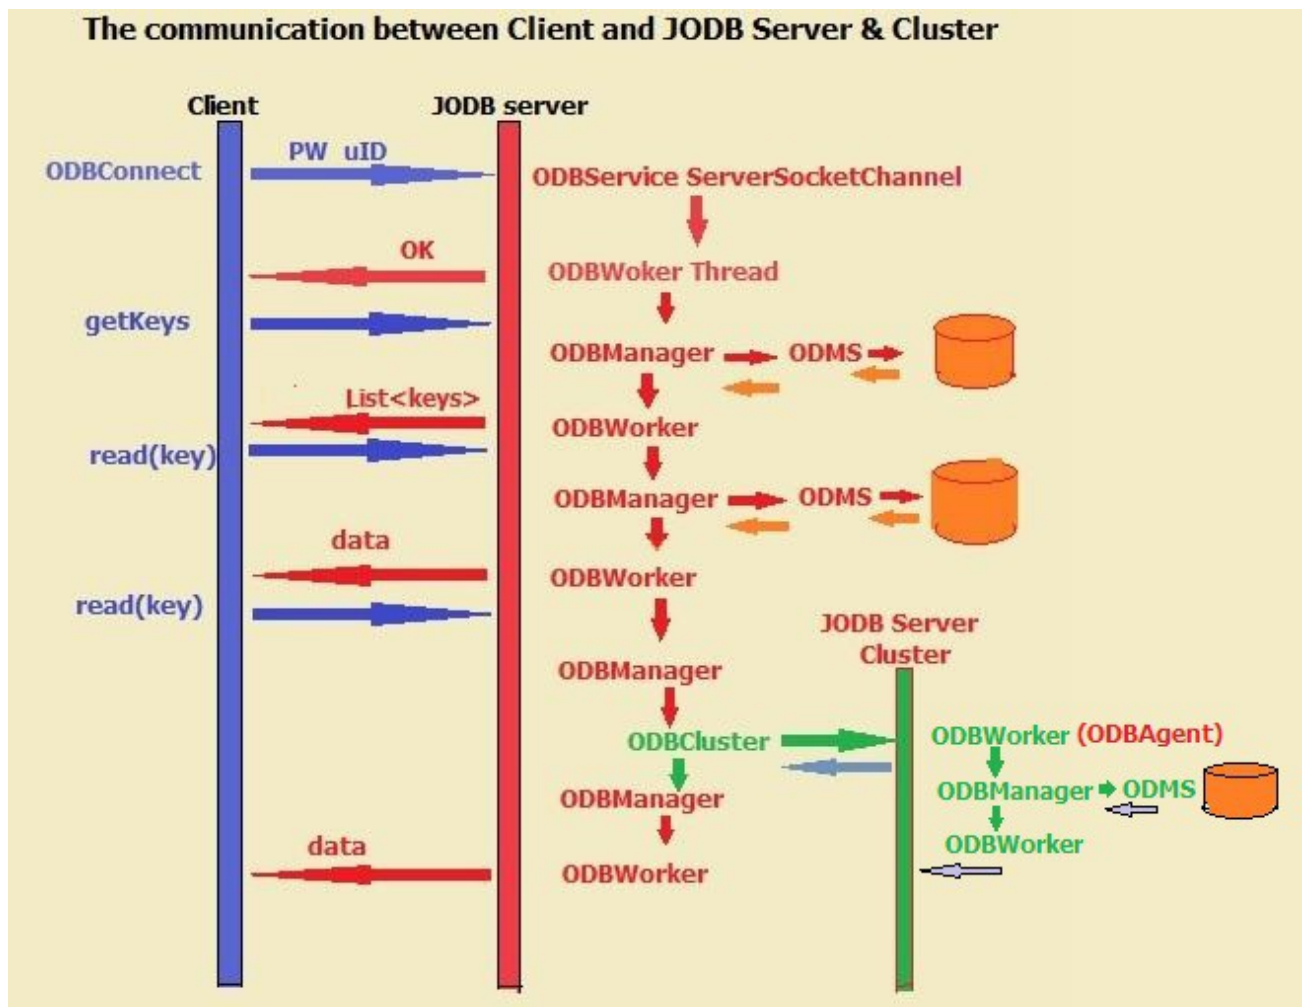 The communication between Client and JODB Server & Cluster
Client
JODB server
ODBConnect
PW uID
ODBService ServerSocketChannel
OK
ODBWoker Thread
getKeys
ODBManager
ODMS
List<keys>
ODBWorker
read(key)
ODBManager
ODMS
data
ODBWorker
read(key)
JODB Server
Cluster
ODBManager
ODBCluster
ODBWorker (ODBAgent)
ODBManager
ODBManager
ODMS
data
ODBWorker
ODBWorker